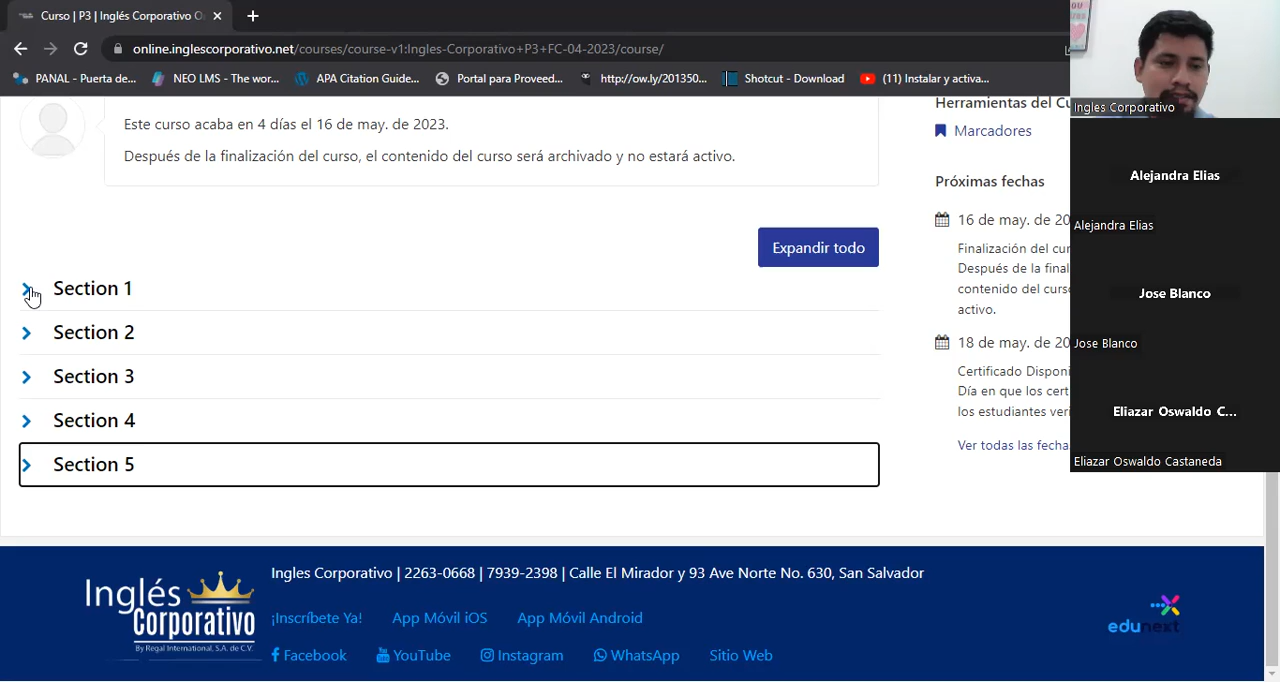 Curso | P3 | Inglés Corporativo O
online.inglescorporativo.net/courses/course-v1:Ingles-Corporativo+P3+FC-04-2023/course/
PANAL - Puerta de...
NEO LMS - The wor...
APA Citation Guide...
Portal para Proveed...
http://ow.ly/201350...
Shotcut - Download
(11) Instalar y activa...
Este curso acaba en 4 días el 16 de may. de 2023.
Después de la finalización del curso, el contenido del curso será archivado y no estará activo.
Expandir todo
Section 1
Section 2
Section 3
Section 4
Section 5
Herramientas del Cu
Marcadores
Próximas fechas
16 de may. de 20
Finalización del cur
Después de la final
contenido del curso
activo.
18 de may. de 20
Certificado Disponi
Día en que los cert
los estudiantes veri
Ver todas las fecha
Ingles Corporativo
Alejandra Elias
Alejandra Elias
Jose Blanco
Jose Blanco
Eliazar Oswaldo C...
Eliazar Oswaldo Castaneda
Inglés
Corporativo
By Regal International, S.A. de C.V.
Ingles Corporativo | 2263-0668 | 7939-2398 | Calle El Mirador y 93 Ave Norte No. 630, San Salvador
¡Inscríbete Ya!
App Móvil iOS
App Móvil Android
Facebook
YouTube
Instagram
WhatsApp
Sitio Web
edunext